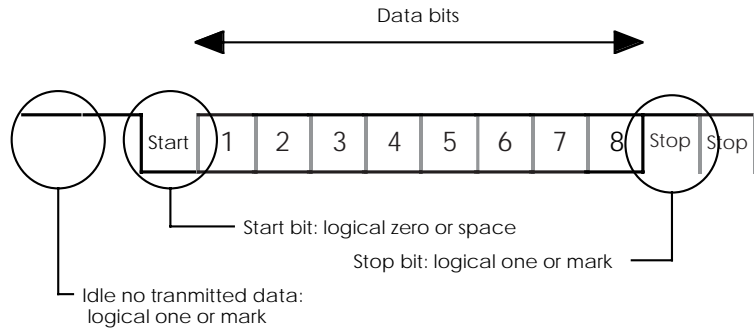 Data bits
Start 1 2 3 4 5 6 7 8 Stop Stop
Start bit: logical zero or space
Stop bit: logical one or mark
Idle no tranmitted data:
logical one or mark